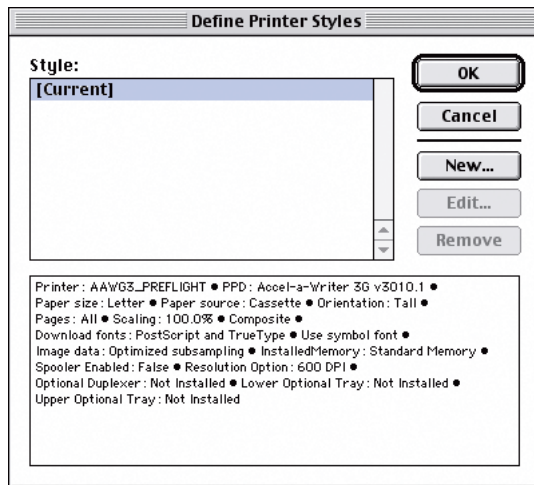 Define Printer Styles
Style:
[Current]
OK
Cancel
New...
Edit...
Remove
Printer: AAWG3_PREFLIGHT ● PPD: Accel-a-Writer 3G v3010.1 ●
Paper size: Letter ● Paper source: Cassette ● Orientation: Tall ●
Pages: All ● Scaling: 100.0% ● Composite ●
Download fonts: PostScript and TrueType ● Use symbol font ●
Image data: Optimized subsampling ● InstalledMemory: Standard Memory ●
Spooler Enabled: False ● Resolution Option: 600 DPI ●
Optional Duplexer: Not Installed ● Lower Optional Tray: Not Installed ●
Upper Optional Tray: Not Installed